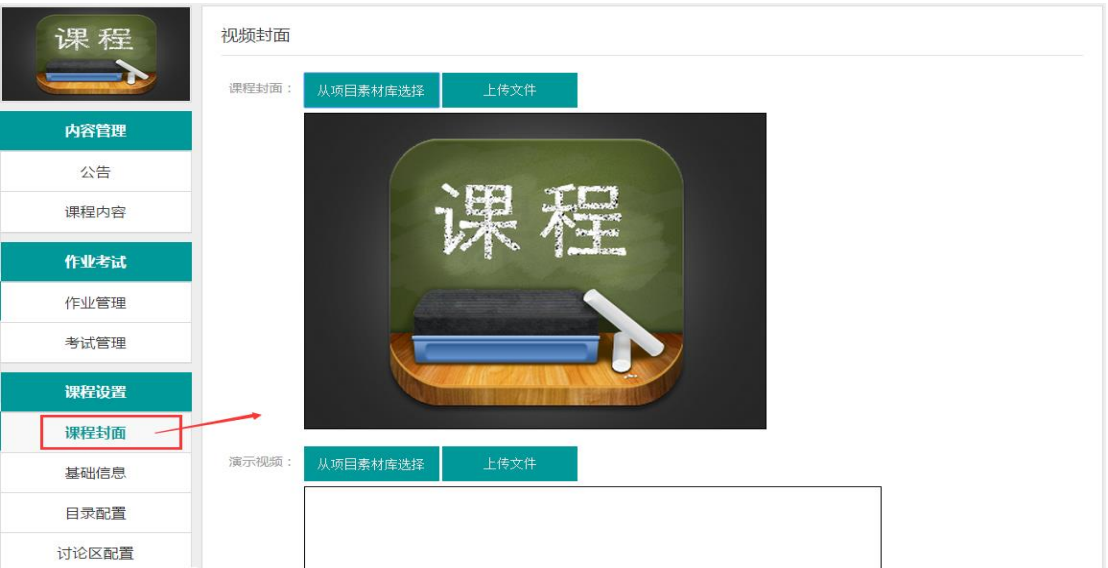 课程
内容管理
公告
课程内容
作业考试
作业管理
考试管理
课程设置
课程封面
基础信息
目录配置
讨论区配置
视频封面
课程封面： 从项目素材库选择 上传文件
课程
演示视频： 从项目素材库选择 上传文件